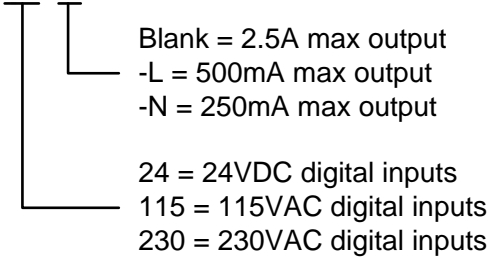 Blank = 2.5A max output
-L = 500mA max output
-N = 250mA max output
24 = 24VDC digital inputs
115 = 115VAC digital inputs
230 = 230VAC digital inputs